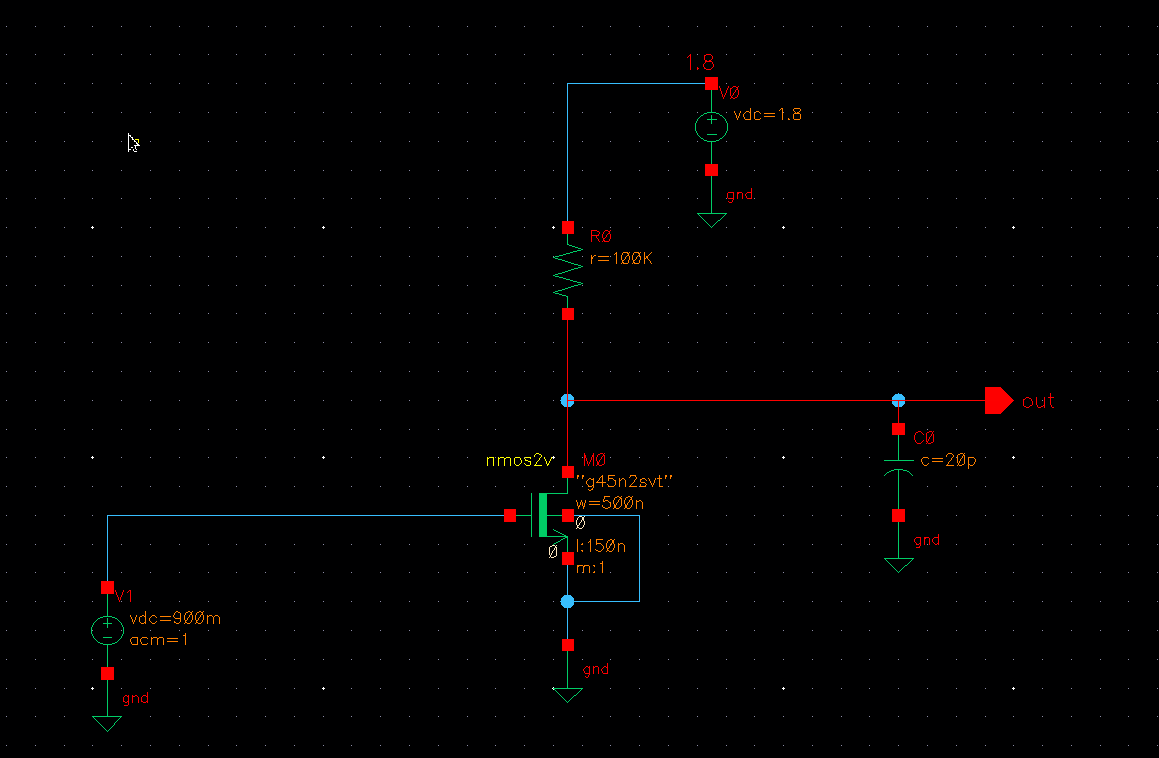 1.8
V0
vdc=1.8
gnd
R0
r=100K
out
C0
c=20p
gnd
nmos2v
M0
"g45n2svt"
w=500n
0
0
l:150n
m:1
gnd
V1
vdc=900m
acm=1
gnd